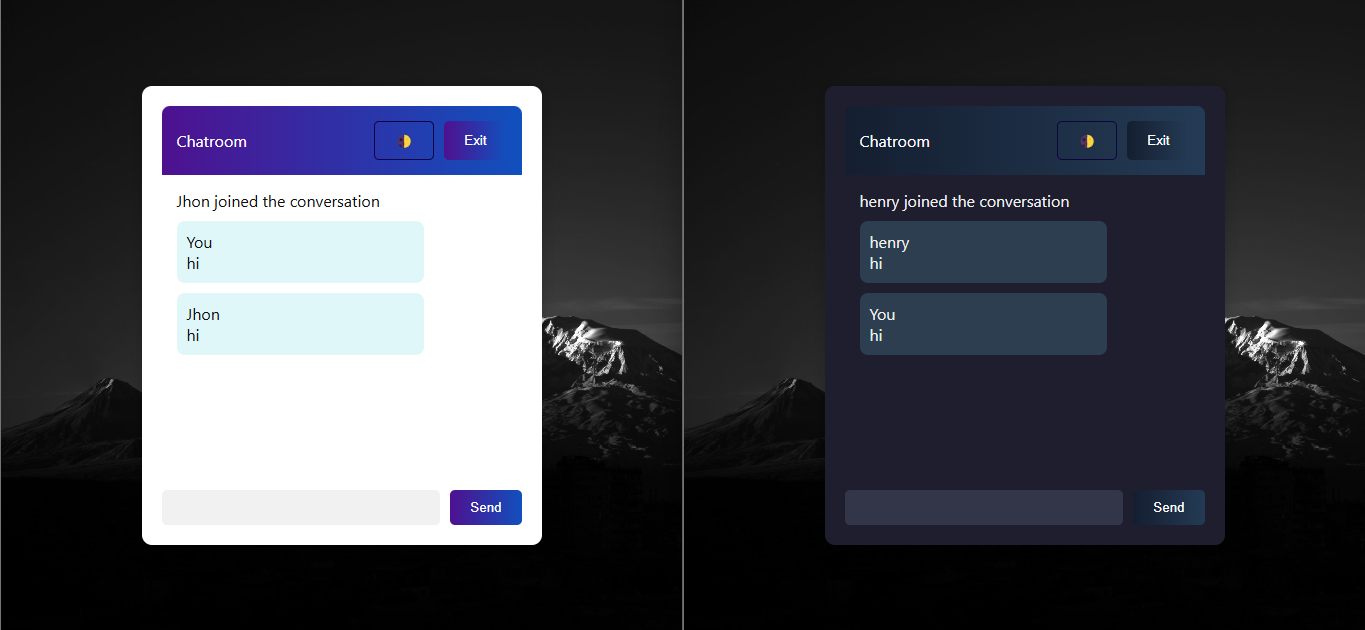 Chatroom
Exit
Jhon joined the conversation
You
hi
Jhon
hi
Send
Chatroom
Exit
henry joined the conversation
henry
hi
You
hi
Send